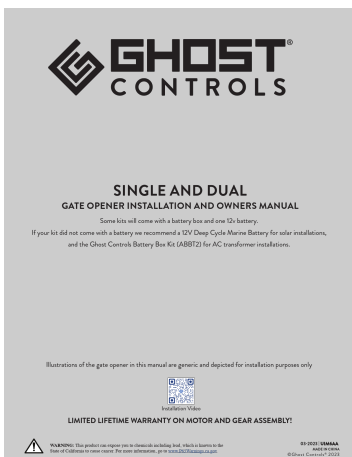 GHOST®
CONTROLS
SINGLE AND DUAL
GATE OPENER INSTALLATION AND OWNERS MANUAL
Some kits will come with a battery box and one 12v battery.
If your kit did not come with a battery we recommend a 12V Deep Cycle Marine Battery for solar installations,
and the Ghost Controls Battery Box Kit (ABBT2) for AC transformer installations.
Illustrations of the gate opener in this manual are generic and depicted for installation purposes only
Installation Video
LIMITED LIFETIME WARRANTY ON MOTOR AND GEAR ASSEMBLY!
WARNING: This product can expose you to chemicals including lead, which is known to the
State of California to cause cancer. For more information, go to www.P65Warnings.ca.gov
03-2023 | USM6AA
MADE IN CHINA
©Ghost Controls® 2023